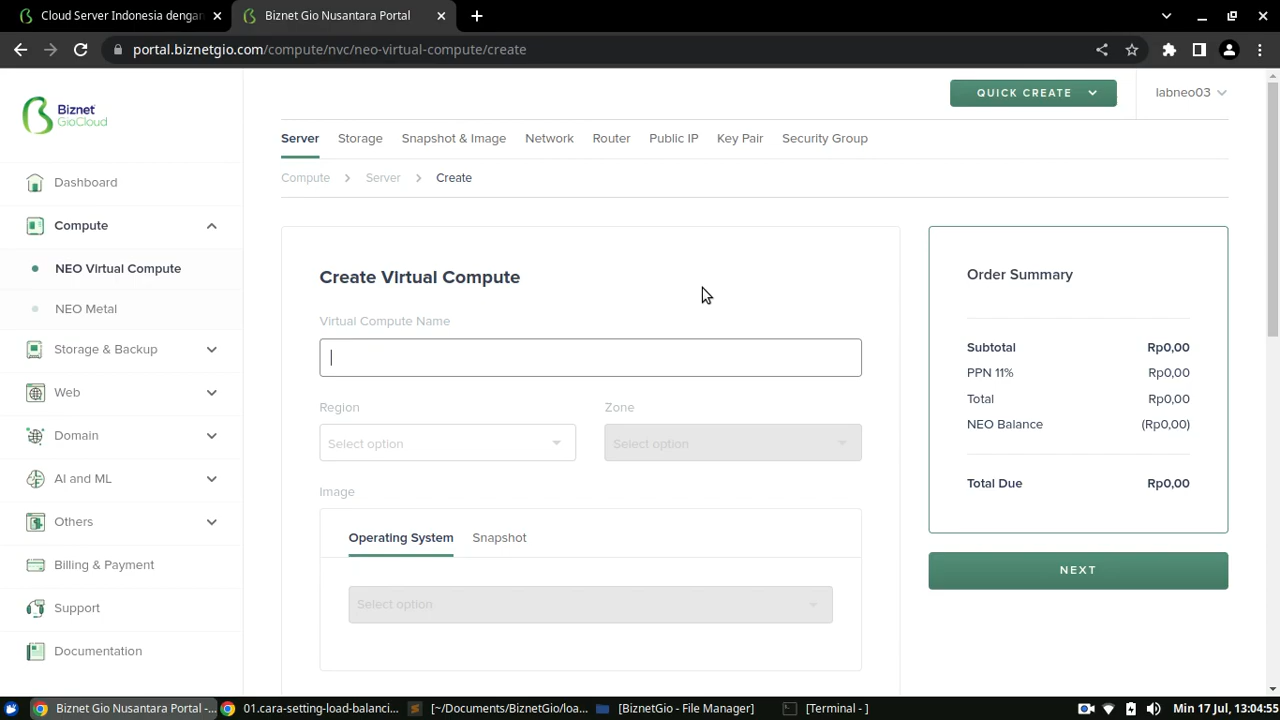 Cloud Server Indonesia dengan
Biznet Gio Nusantara Portal
portal.biznetgio.com/compute/nvc/neo-virtual-compute/create
Biznet
GioCloud
QUICK CREATE
labneo03
Server
Storage
Snapshot & Image
Network
Router
Public IP
Key Pair
Security Group
Compute
Server
Create
Dashboard
Compute
NEO Virtual Compute
NEO Metal
Storage & Backup
Web
Domain
AI and ML
Others
Billing & Payment
Support
Documentation
Create Virtual Compute
Virtual Compute Name
Region
Zone
Select option
Select option
Image
Operating System
Snapshot
Select option
Order Summary
Subtotal Rp0,00
PPN 11% Rp0,00
Total Rp0,00
NEO Balance (Rp0,00)
Total Due Rp0,00
NEXT
Biznet Gio Nusantara Portal -...
01.cara-setting-load-balanci...
[~/Documents/BiznetGio/loa...
[BiznetGio - File Manager]
[Terminal - ]
Min 17 Jul, 13:04:55